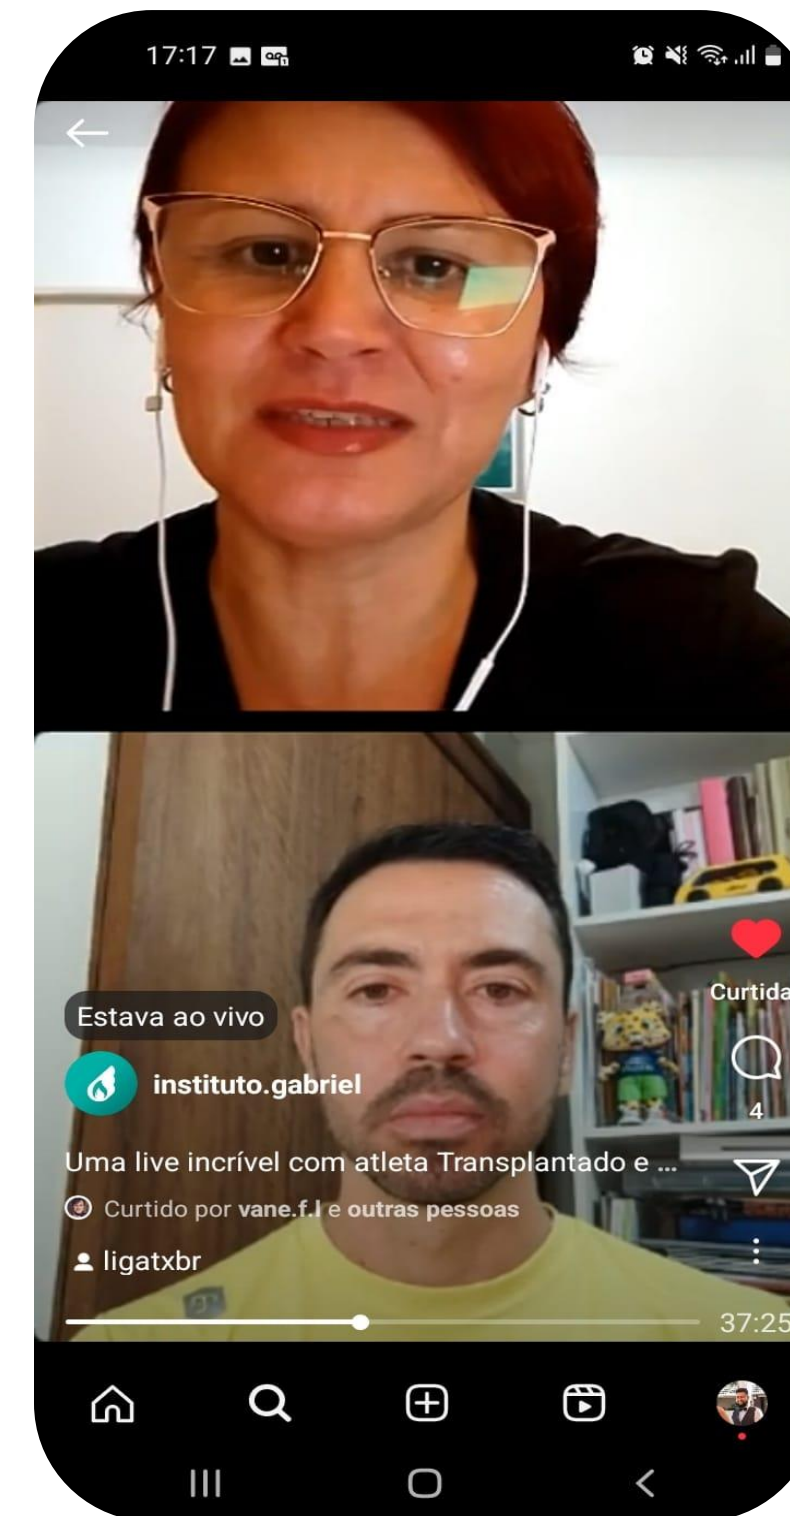 17:17
Curtida
Estava ao vivo
instituto.gabriel
4
Uma live incrível com atleta Transplantado e ...
Curtido por vane.f.l e outras pessoas
ligatxbr
37:25